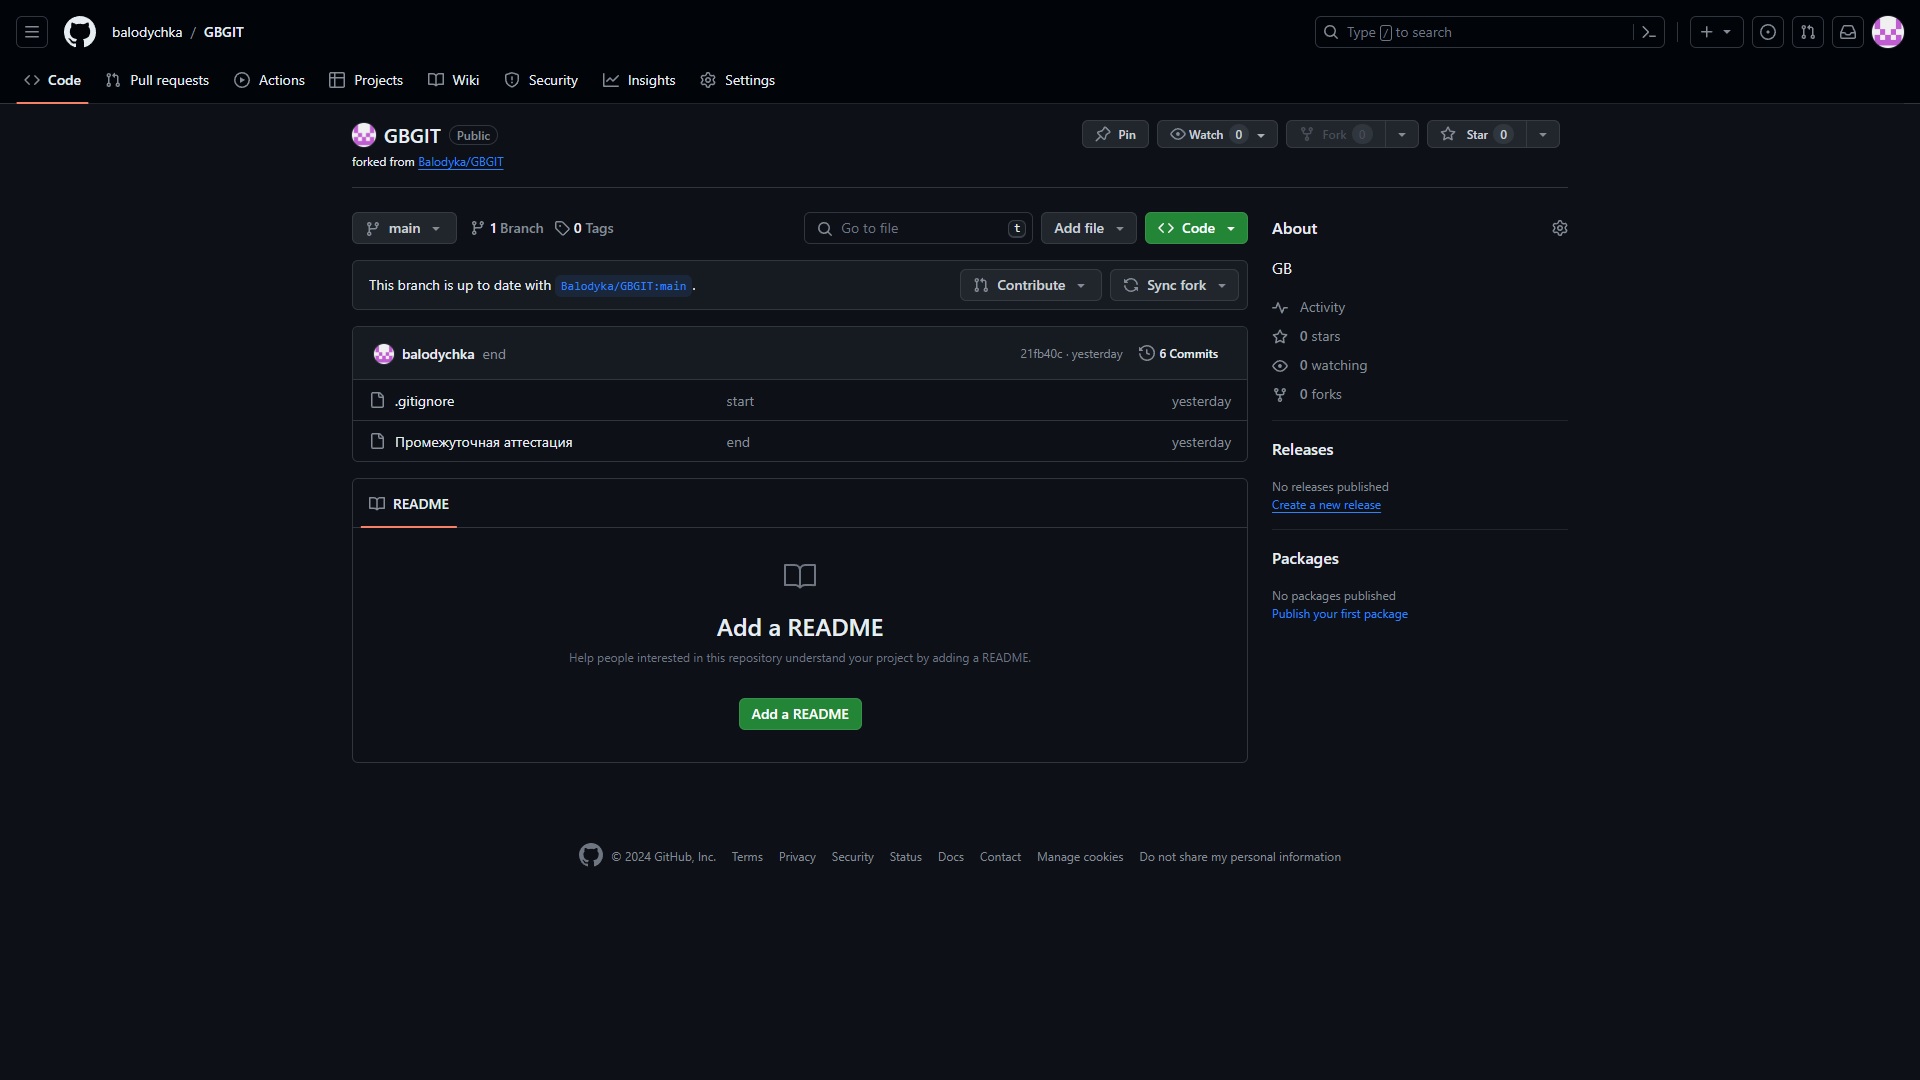 balodychka / GBGIT
Type / to search
Code Pull requests Actions Projects Wiki Security Insights Settings
GBGIT Public
Pin Watch 0 Fork 0 Star 0
forked from Balodyka/GBGIT
main 1 Branch 0 Tags
Go to file t Add file Code
This branch is up to date with Balodyka/GBGIT:main .
Contribute Sync fork
balodychka end 21fb40c · yesterday 6 Commits
.gitignore start yesterday
Промежуточная аттестация end yesterday
README
Add a README
Help people interested in this repository understand your project by adding a README.
Add a README
About
GB
Activity
0 stars
0 watching
0 forks
Releases
No releases published
Create a new release
Packages
No packages published
Publish your first package
© 2024 GitHub, Inc. Terms Privacy Security Status Docs Contact Manage cookies Do not share my personal information